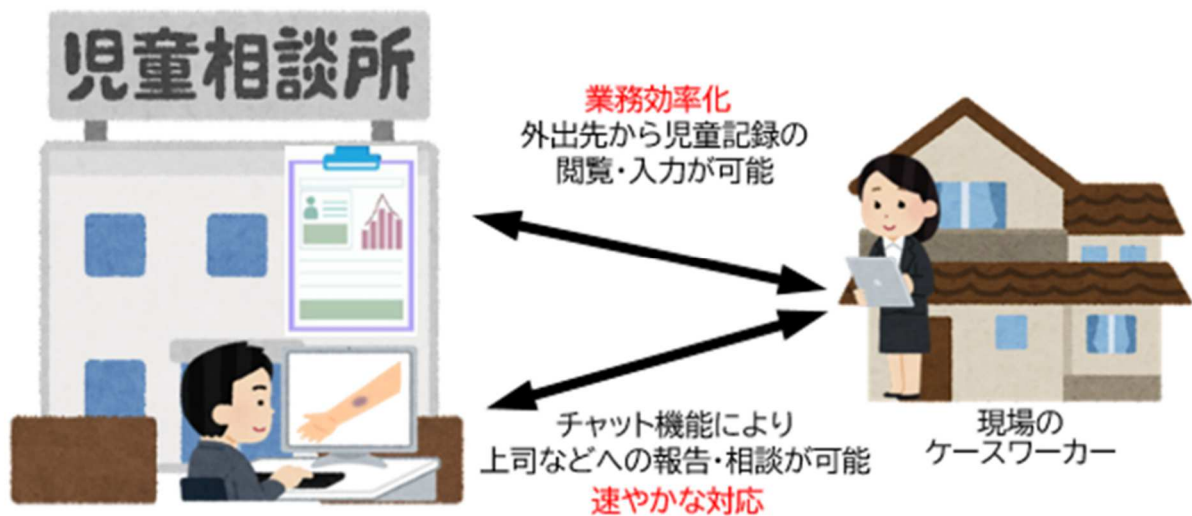 児童相談所
業務効率化
外出先から児童記録の
閲覧・入力が可能
チャット機能により
上司などへの報告・相談が可能
速やかな対応
現場の
ケースワーカー